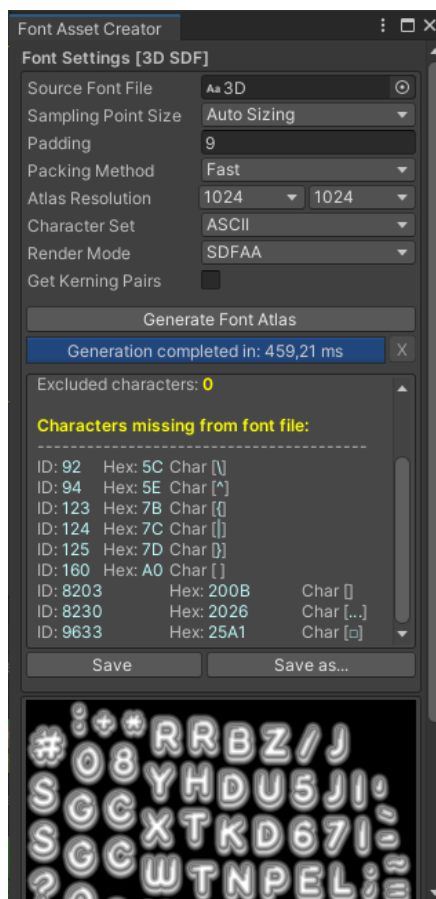 Font Asset Creator
Font Settings [3D SDF]
Source Font File Aa 3D
Sampling Point Size Auto Sizing
Padding 9
Packing Method Fast
Atlas Resolution 1024 1024
Character Set ASCII
Render Mode SDFAA
Get Kerning Pairs
Generate Font Atlas
Generation completed in: 459,21 ms X
Excluded characters: 0
Characters missing from font file:
----------------------------------------
ID: 92 Hex: 5C Char [\]
ID: 94 Hex: 5E Char [^]
ID: 123 Hex: 7B Char [{]
ID: 124 Hex: 7C Char [|]
ID: 125 Hex: 7D Char [}]
ID: 160 Hex: A0 Char [ ]
ID: 8203 Hex: 200B Char []
ID: 8230 Hex: 2026 Char [...]
ID: 9633 Hex: 25A1 Char [□]
Save Save as...
# : + * R R B Z / J
0 8 Y H D U 5 J I
S G C X T K D 6 7 I
S G C W T N P E L
?